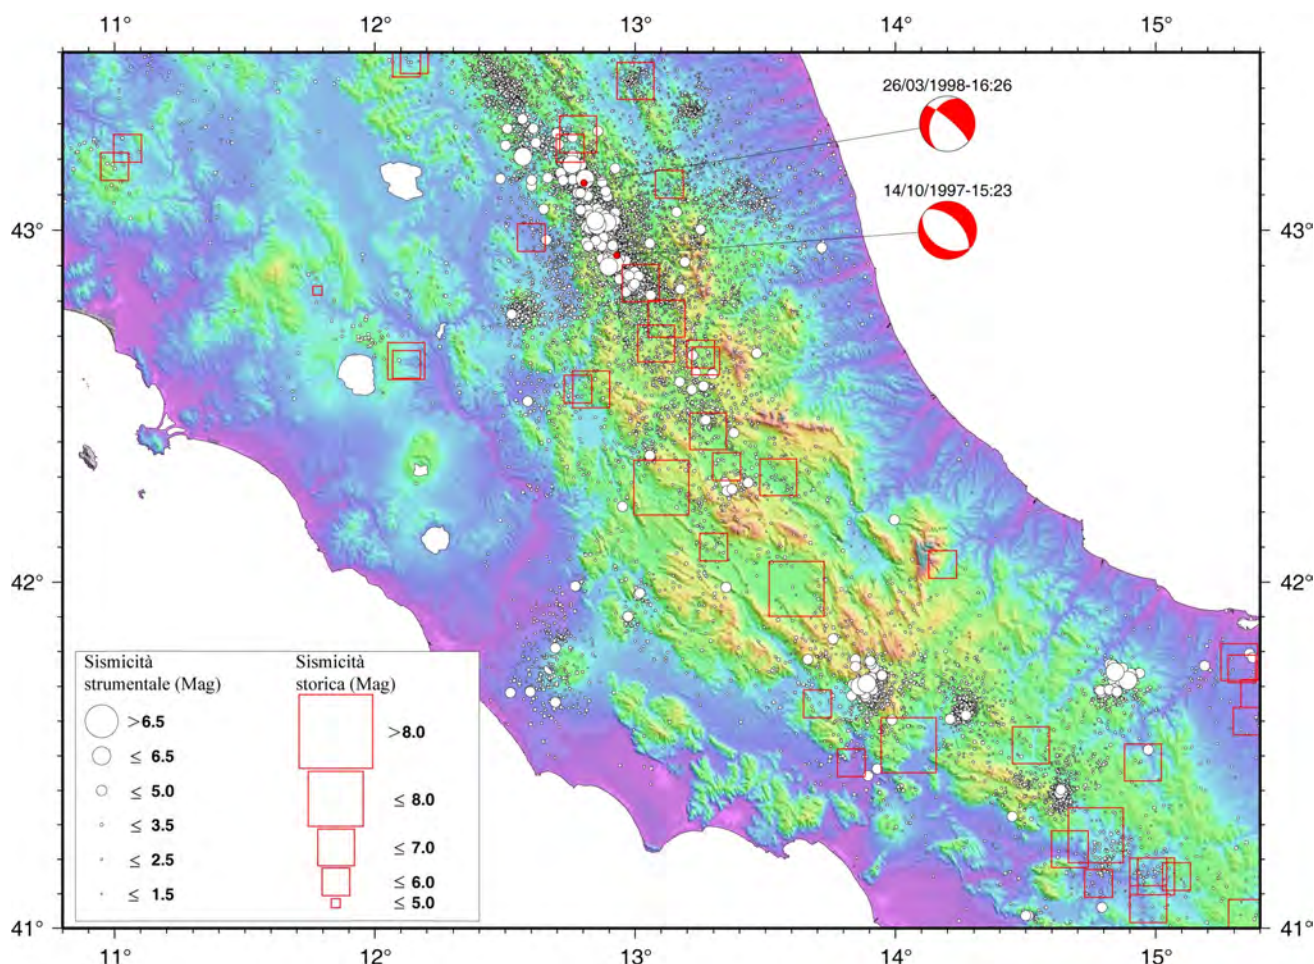 11° 12° 13° 14° 15°
26/03/1998-16:26
14/10/1997-15:23
43° 43°
42° 42°
Sismicità
strumentale (Mag)
>6.5
≤ 6.5
≤ 5.0
≤ 3.5
≤ 2.5
≤ 1.5
Sismicità
storica (Mag)
>8.0
≤ 8.0
≤ 7.0
≤ 6.0
≤ 5.0
41° 41°
11° 12° 13° 14° 15°